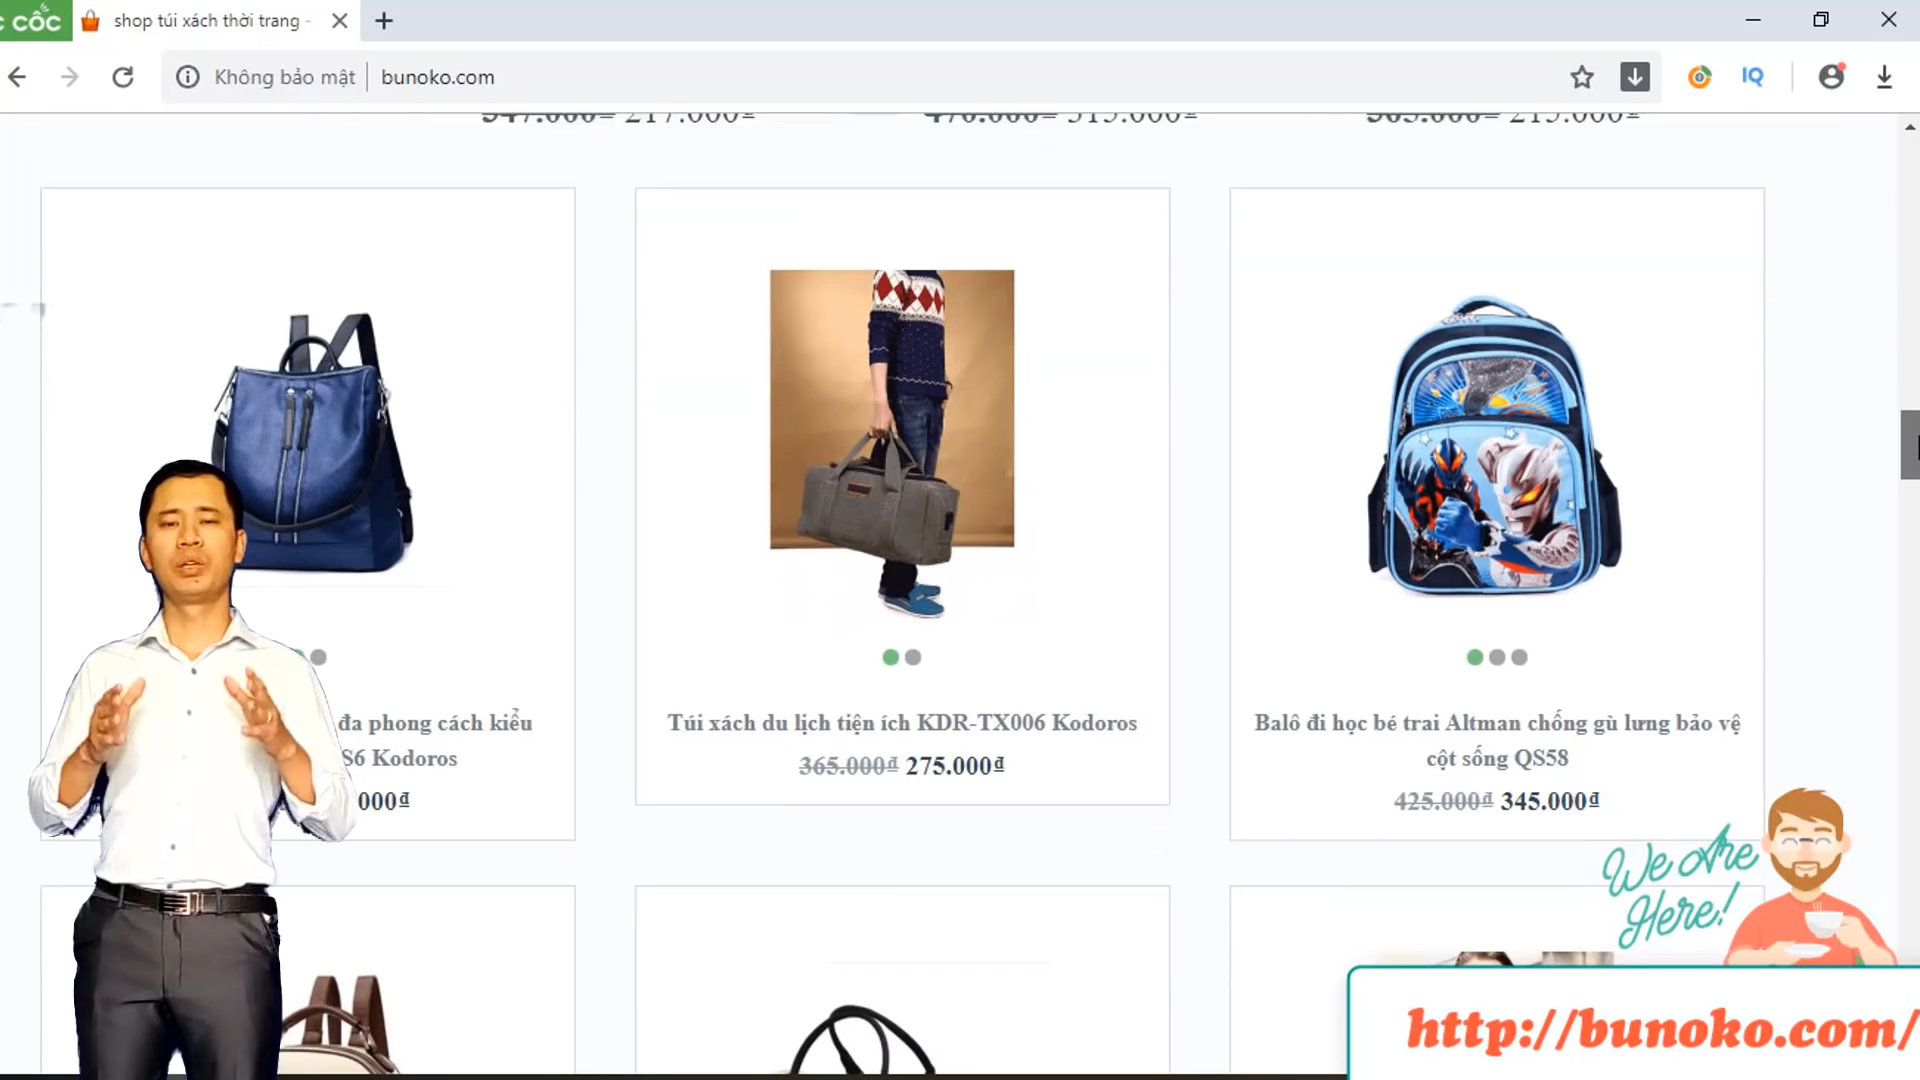 CỐC
shop túi xách thời trang -
Không bảo mật
bunoko.com
IQ
547.000₫ 217.000₫
470.000₫ 315.000₫
365.000₫ 215.000₫
đa phong cách kiểu
S6 Kodoros
000₫
Túi xách du lịch tiện ích KDR-TX006 Kodoros
365.000₫ 275.000₫
Balô đi học bé trai Altman chống gù lưng bảo vệ
cột sống QS58
425.000₫ 345.000₫
We Are
Here!
http://bunoko.com/